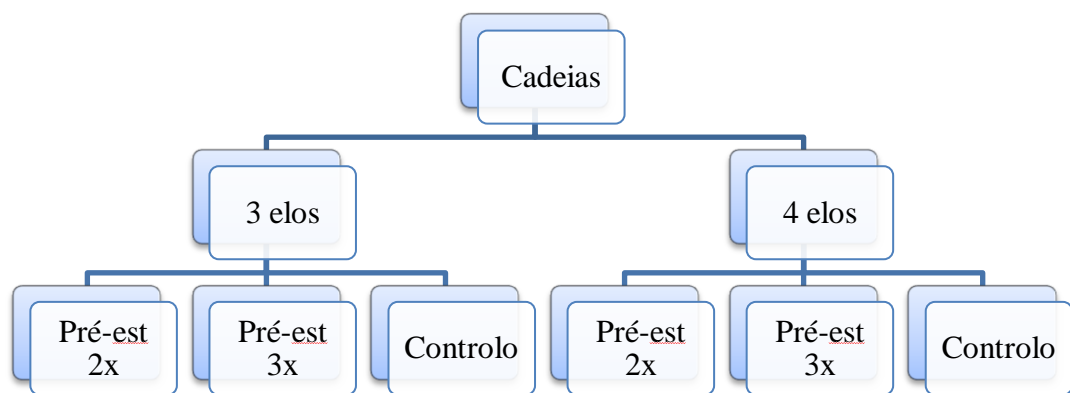 Cadeias
3 elos
4 elos
Pré-est
2x
Pré-est
3x
Controlo
Pré-est
2x
Pré-est
3x
Controlo